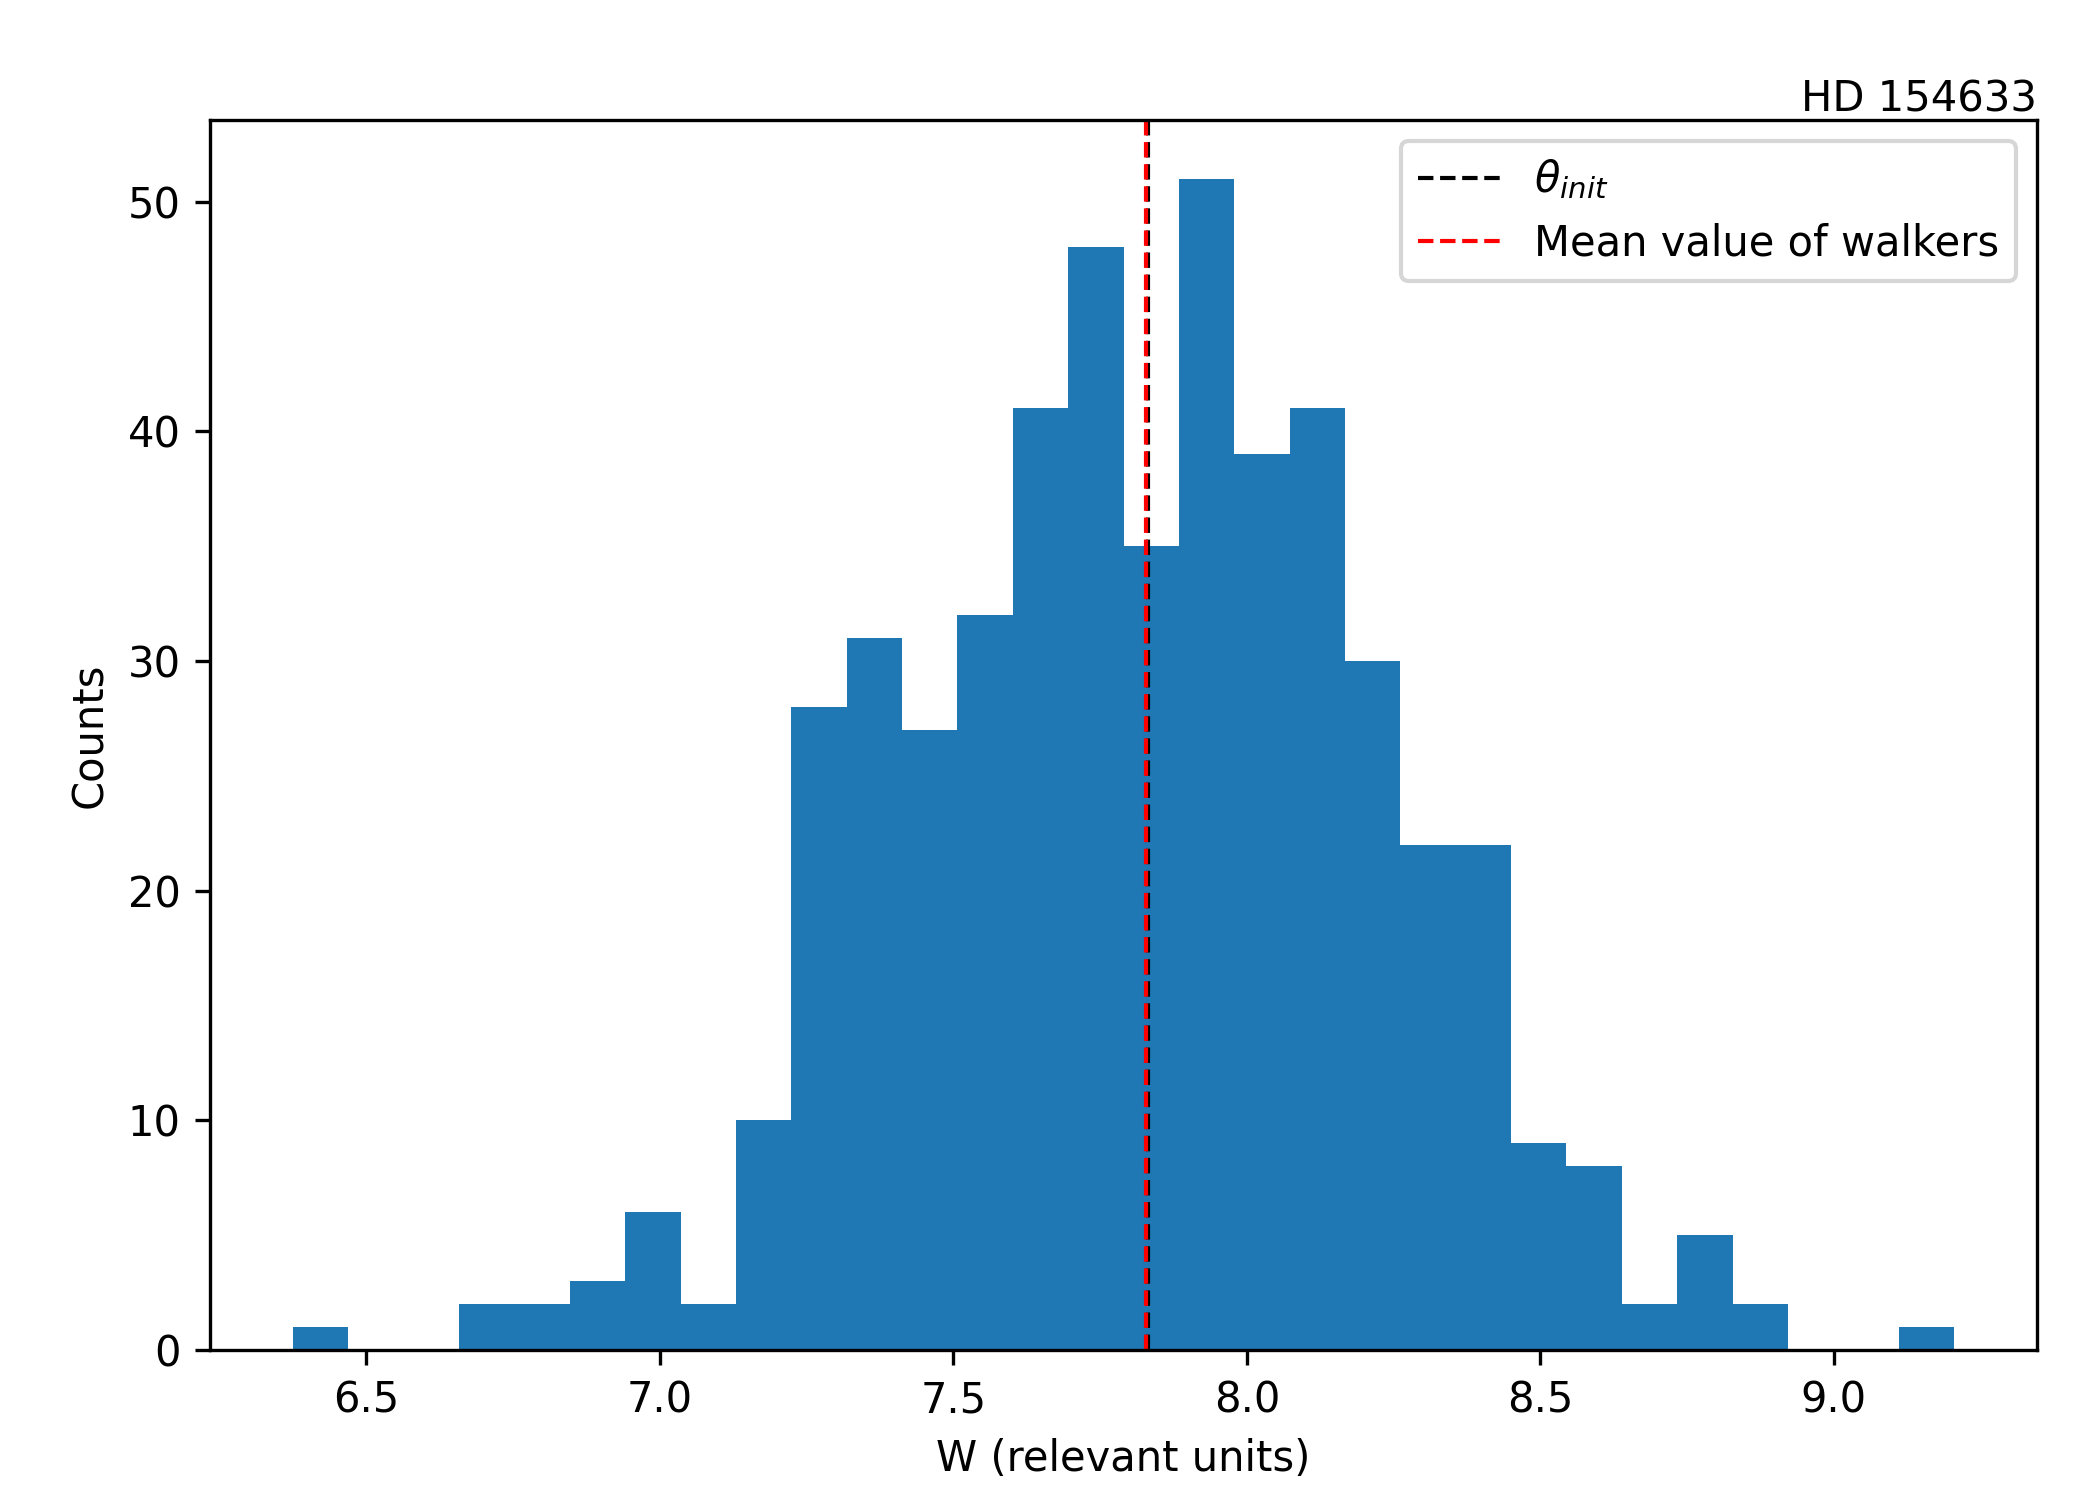 HD 154633
θinit
Mean value of walkers
50
40
30
20
10
0
Counts
6.5 7.0 7.5 8.0 8.5 9.0
W (relevant units)